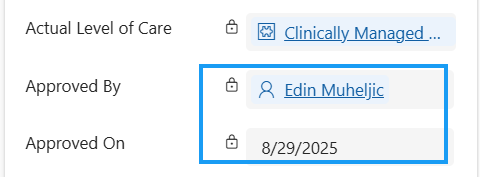 Actual Level of Care Clinically Managed ...
Approved By Edin Muheljic
Approved On 8/29/2025